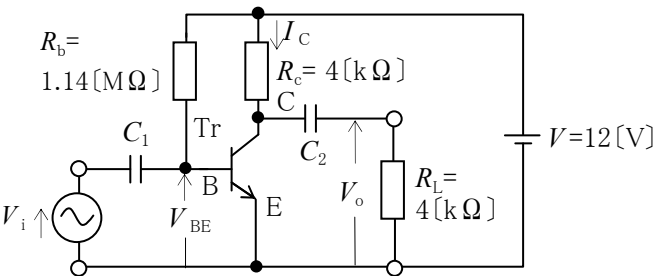 R_b=
1.14〔MΩ〕
I_C
R_c= 4〔kΩ〕
C
C_1
Tr
C_2
V=12〔V〕
B
E
V_i
V_BE
V_o
R_L=
4〔kΩ〕